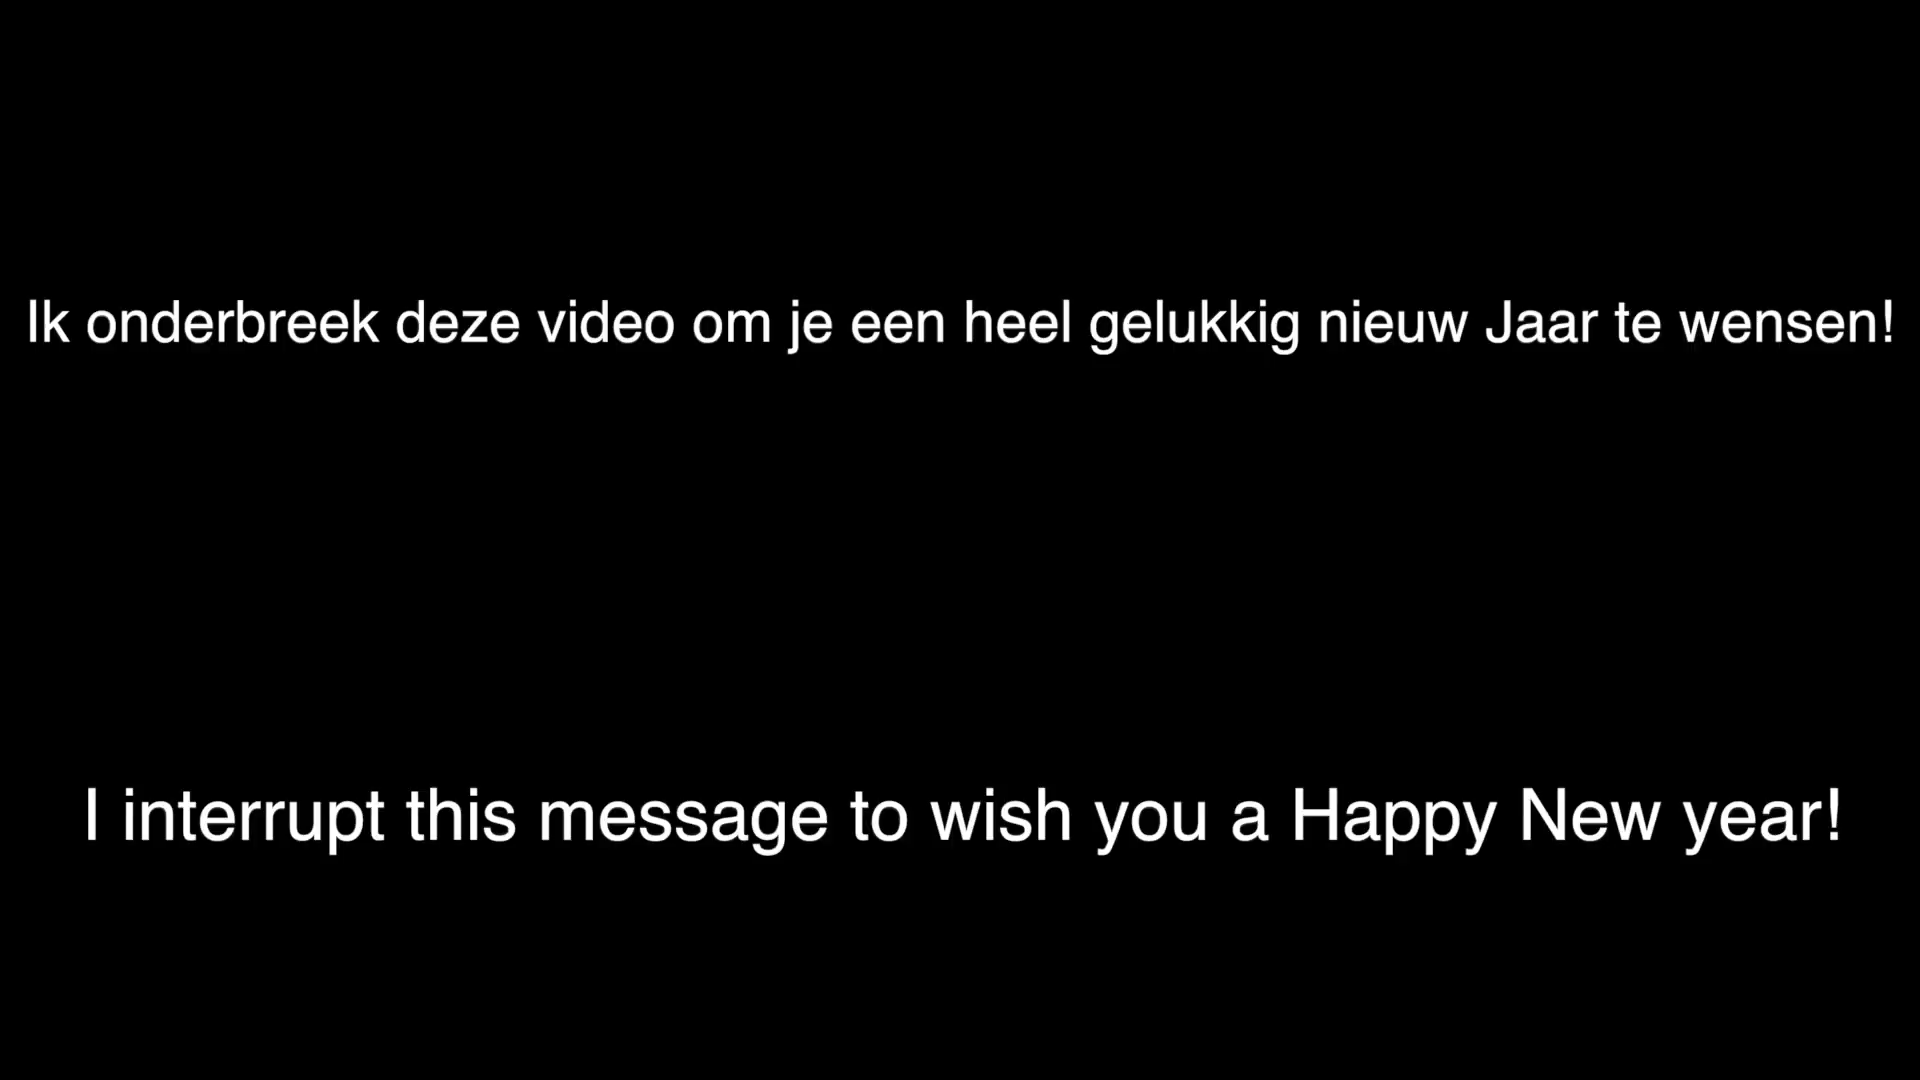 Ik onderbreek deze video om je een heel gelukkig nieuw Jaar te wensen!
I interrupt this message to wish you a Happy New year!